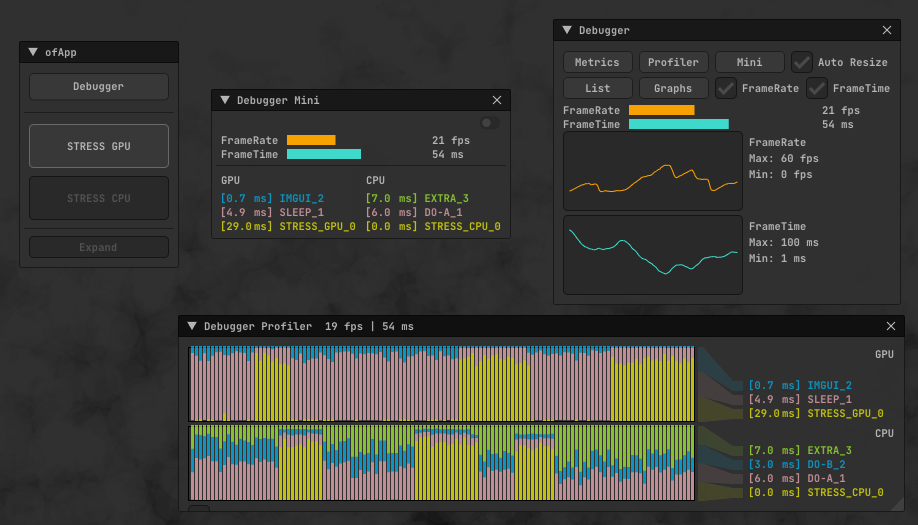 ofApp
Debugger
STRESS GPU
STRESS CPU
Expand
Debugger Mini
FrameRate 21 fps
FrameTime 54 ms
GPU CPU
[0.7 ms] IMGUI_2 [7.0 ms] EXTRA_3
[4.9 ms] SLEEP_1 [6.0 ms] DO-A_1
[29.0 ms] STRESS_GPU_0 [0.0 ms] STRESS_CPU_0
Debugger
Metrics Profiler Mini Auto Resize
List Graphs FrameRate FrameTime
FrameRate 21 fps
FrameTime 54 ms
FrameRate
Max: 60 fps
Min: 0 fps
FrameTime
Max: 100 ms
Min: 1 ms
Debugger Profiler 19 fps | 54 ms
GPU
[0.7 ms] IMGUI_2
[4.9 ms] SLEEP_1
[29.0 ms] STRESS_GPU_0
CPU
[7.0 ms] EXTRA_3
[3.0 ms] DO-B_2
[6.0 ms] DO-A_1
[0.0 ms] STRESS_CPU_0